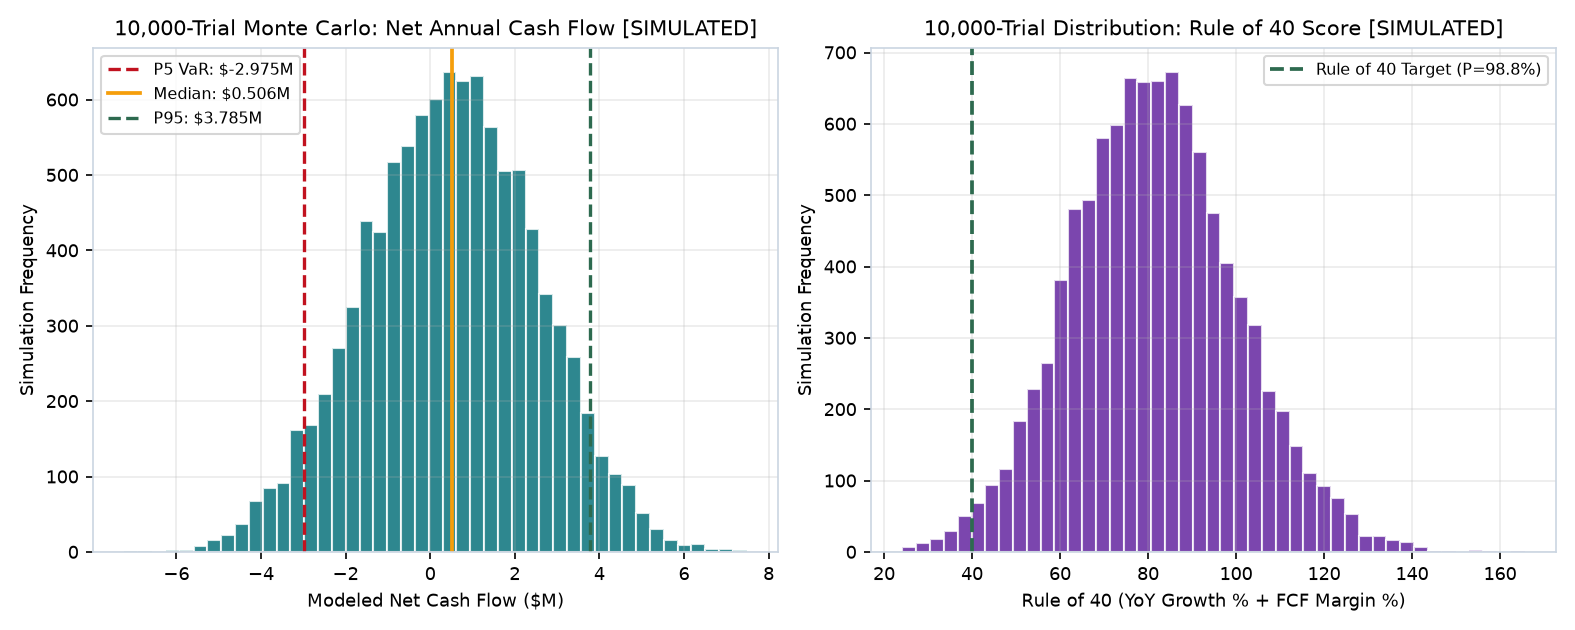 10,000-Trial Monte Carlo: Net Annual Cash Flow [SIMULATED]
P5 VaR: $-2.975M
Median: $0.506M
P95: $3.785M
Simulation Frequency
600
500
400
300
200
100
0
−6 −4 −2 0 2 4 6 8
Modeled Net Cash Flow ($M)
10,000-Trial Distribution: Rule of 40 Score [SIMULATED]
Rule of 40 Target (P=98.8%)
Simulation Frequency
700
600
500
400
300
200
100
0
20 40 60 80 100 120 140 160
Rule of 40 (YoY Growth % + FCF Margin %)